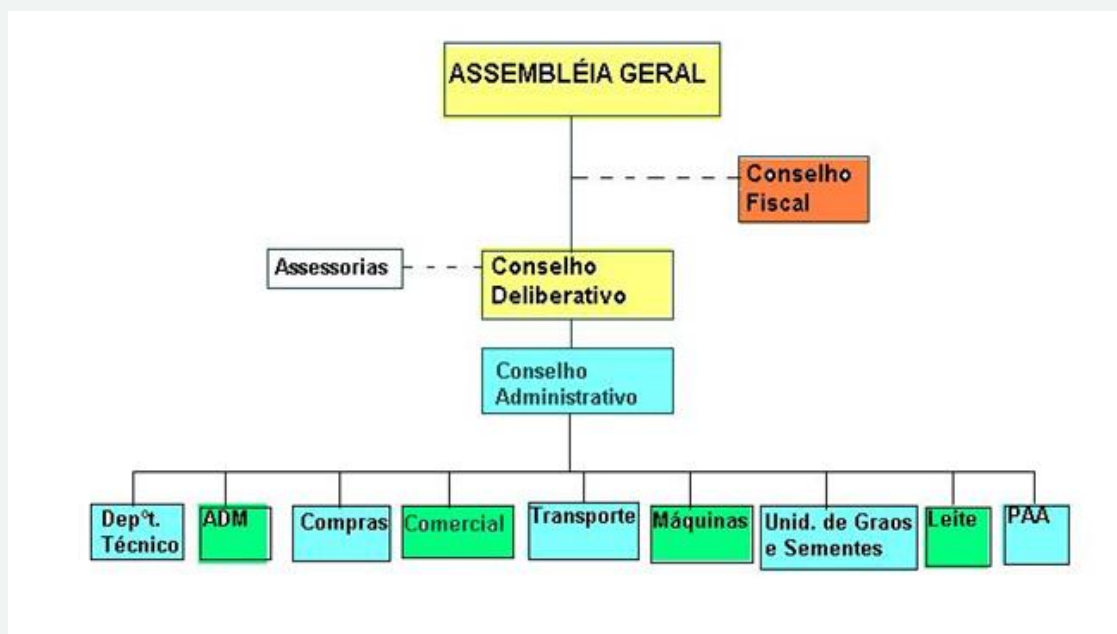 ASSEMBLÉIA GERAL
Conselho
Fiscal
Assessorias
Conselho
Deliberativo
Conselho
Administrativo
Depºt.
Técnico
ADM
Compras
Comercial
Transporte
Máquinas
Unid. de Graos
e Sementes
Leite
PAA